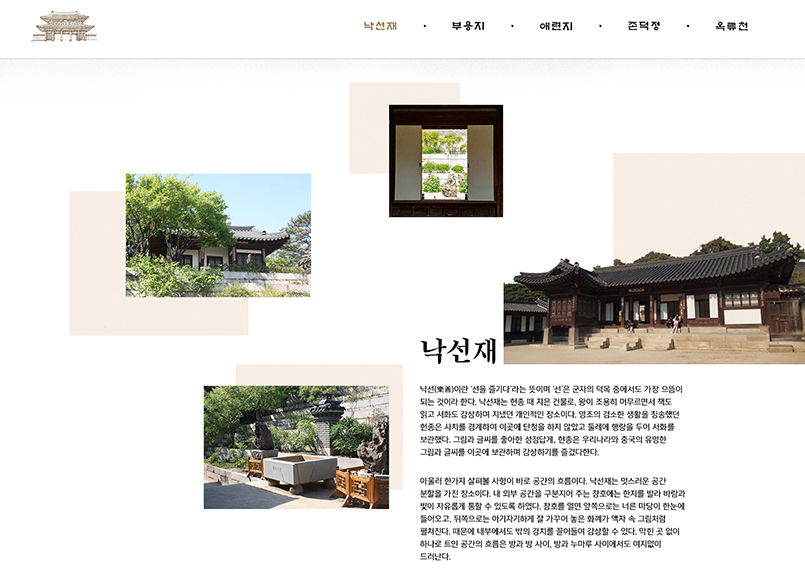 낙선재 · 부용지 · 애련지 · 존덕정 · 옥류천
낙선재
낙선(樂善)이란 '선을 즐기다'라는 뜻이며 '선'은 군자의 덕목 중에서도 가장 으뜸이
되는 것이라 한다. 낙선재는 헌종 때 지은 건물로, 왕이 조용히 머무르면서 책도
읽고 서화도 감상하며 지냈던 개인적인 장소이다. 영조의 검소한 생활을 칭송했던
헌종은 사치를 경계하여 이곳에 단청을 하지 않았고 둘레에 행랑을 두어 서화를
보관했다. 그림과 글씨를 좋아한 성정답게, 헌종은 우리나라와 중국의 유명한
그림과 글씨를 이곳에 보관하며 감상하기를 즐겼다한다.
아울러 한가지 살펴볼 사항이 바로 공간의 흐름이다. 낙선재는 멋스러운 공간
분할을 가진 장소이다. 내 외부 공간을 구분지어 주는 창호에는 한지를 발라 바람과
빛이 자유롭게 통할 수 있도록 하였다. 창호를 열면 앞쪽으로는 너른 마당이 한눈에
들어오고, 뒤쪽으로는 아기자기하게 잘 가꾸어 놓은 화계가 액자 속 그림처럼
펼쳐진다. 때문에 내부에서도 밖의 경치를 끌어들여 감상할 수 있다. 막힌 곳 없이
하나로 트인 공간의 흐름은 방과 방 사이, 방과 누마루 사이에서도 여지없이
드러난다.